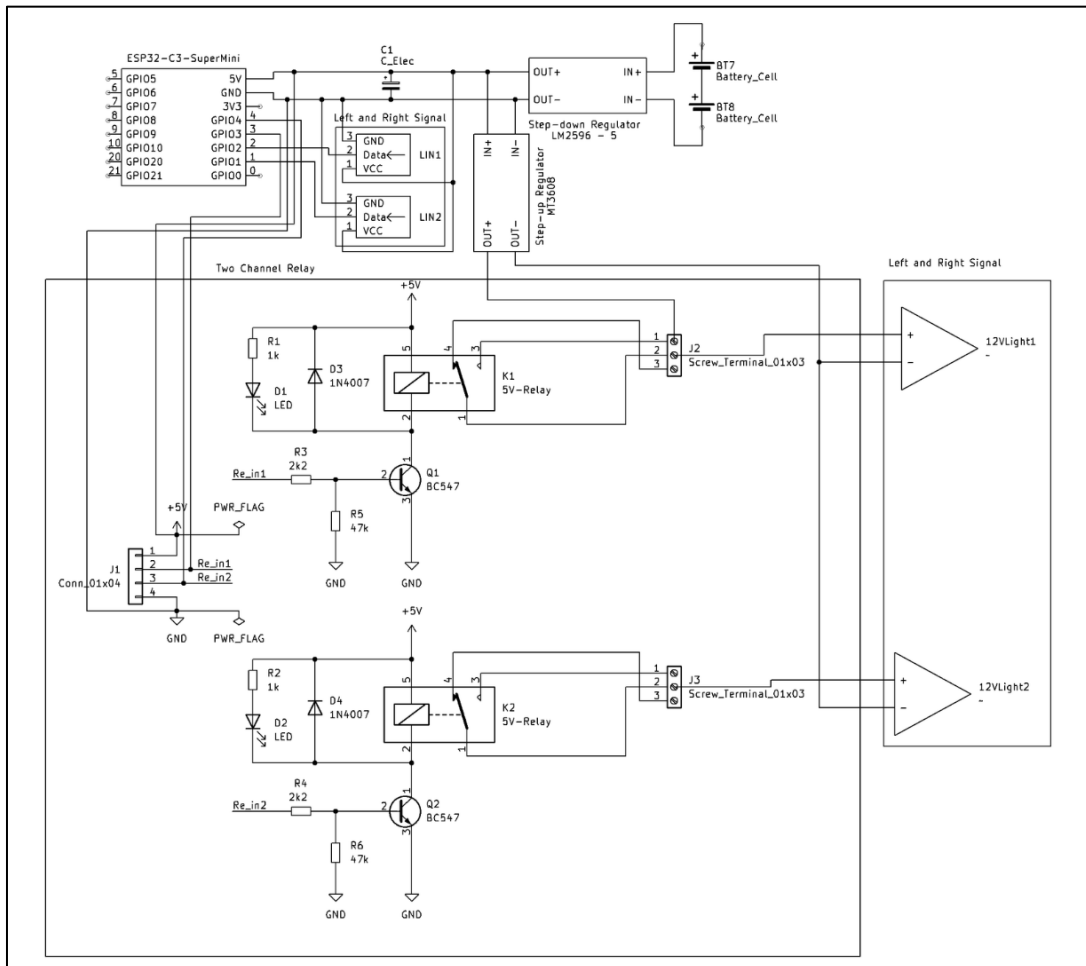 ESP32-C3-SuperMini
5 GPIO5
6 GPIO6
7 GPIO7
8 GPIO8
9 GPIO9
10 GPIO10
20 GPIO20
21 GPIO21
5V
GND
3V3
GPIO4 4
GPIO3 3
GPIO2 2
GPIO1 1
GPIO0 0
C1
C_Elec
+
OUT+ IN+
OUT- IN-
Step-down Regulator
LM2596 - 5
+ BT7
Battery_Cell
+ BT8
Battery_Cell
Left and Right Signal
3 GND
2 Data LIN1
1 VCC
3 GND
2 Data LIN2
1 VCC
IN+ IN-
OUT+ OUT-
Step-up Regulator
MT3608
Two Channel Relay
+5V
R1
1k
D1
LED
D3
1N4007
5 4 3
2 1
K1
5V-Relay
1
2
3
J2
Screw_Terminal_01x03
Re_in1
R3
2k2
R5
47k
1
2
3
Q1
BC547
GND
GND
+5V
PWR_FLAG
J1
Conn_01x04
1
2
3
4
Re_in1
Re_in2
GND
PWR_FLAG
+5V
R2
1k
D2
LED
D4
1N4007
5 4 3
2 1
K2
5V-Relay
1
2
3
J3
Screw_Terminal_01x03
Re_in2
R4
2k2
R6
47k
1
2
3
Q2
BC547
GND
GND
Left and Right Signal
+
-
12VLight1
-
+
-
12VLight2
-